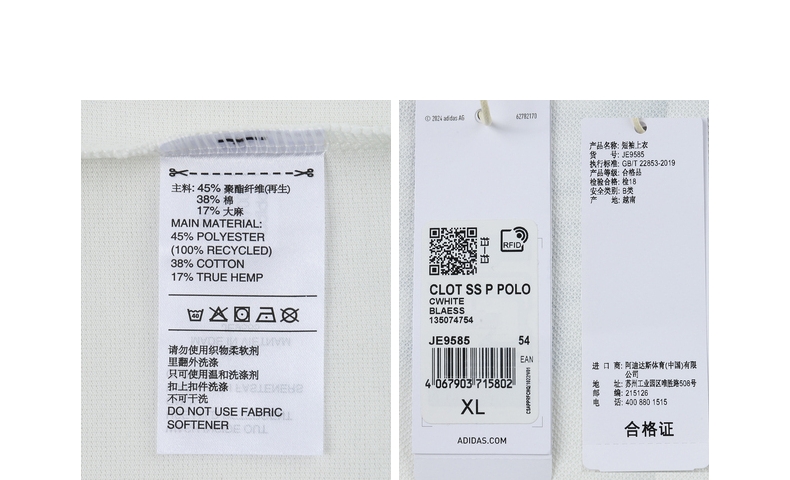 主料: 45% 聚酯纤维(再生)
38% 棉
17% 大麻
MAIN MATERIAL:
45% POLYESTER
(100% RECYCLED)
38% COTTON
17% TRUE HEMP
40
请勿使用织物柔软剂
里翻外洗涤
只可使用温和洗涤剂
扣上扣件洗涤
不可干洗
DO NOT USE FABRIC
SOFTENER
© 2024 adidas AG
62782170
RFID
CLOT SS P POLO
CWHITE
BLAESS
135074754
JE9585
54
EAN
4 067903 715802
XL
ADIDAS.COM
产品名称: 短袖上衣
货 号: JE9585
执行标准: GB/T 22853-2019
产品等级: 合格品
检验合格: 检18
安全类别: B类
产 地: 越南
进 口 商: 阿迪达斯体育(中国)有限
公司
地 址: 苏州工业园区唯胜路508号
邮 编: 215126
电 话: 400 880 1515
合格证